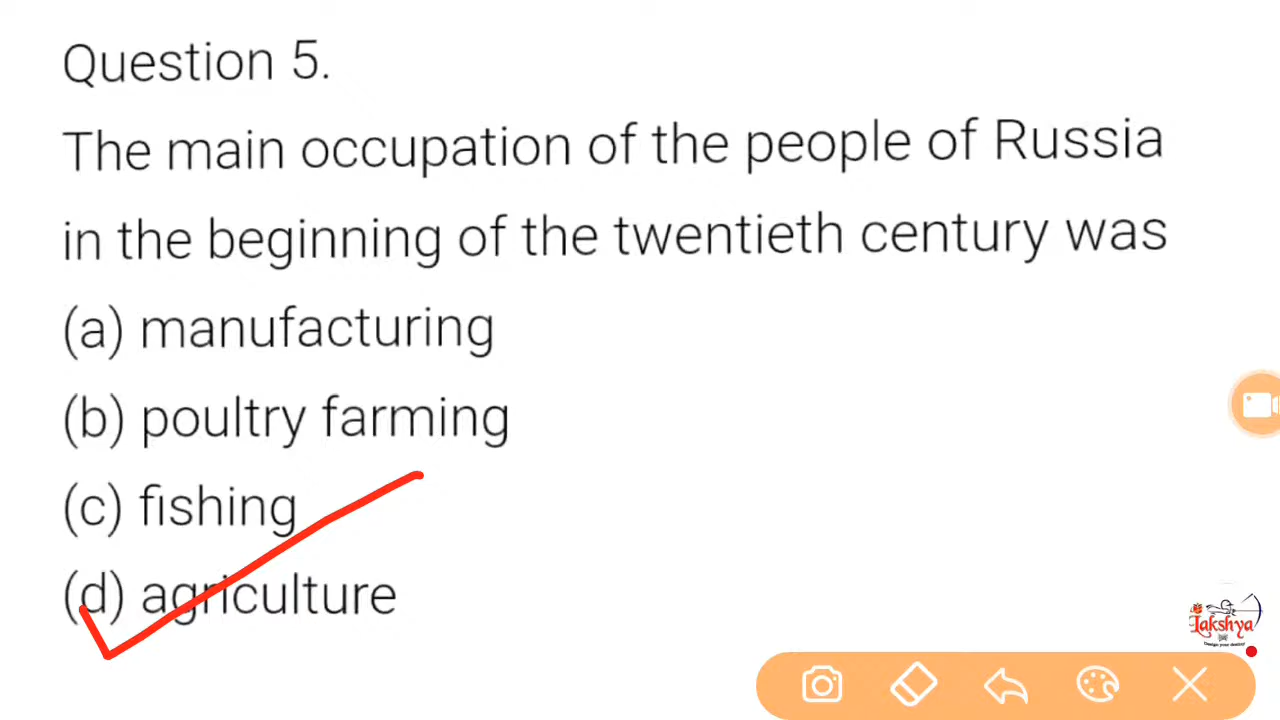 Question 5.
The main occupation of the people of Russia
in the beginning of the twentieth century was
(a) manufacturing
(b) poultry farming
(c) fishing
(d) agriculture
Lakshya